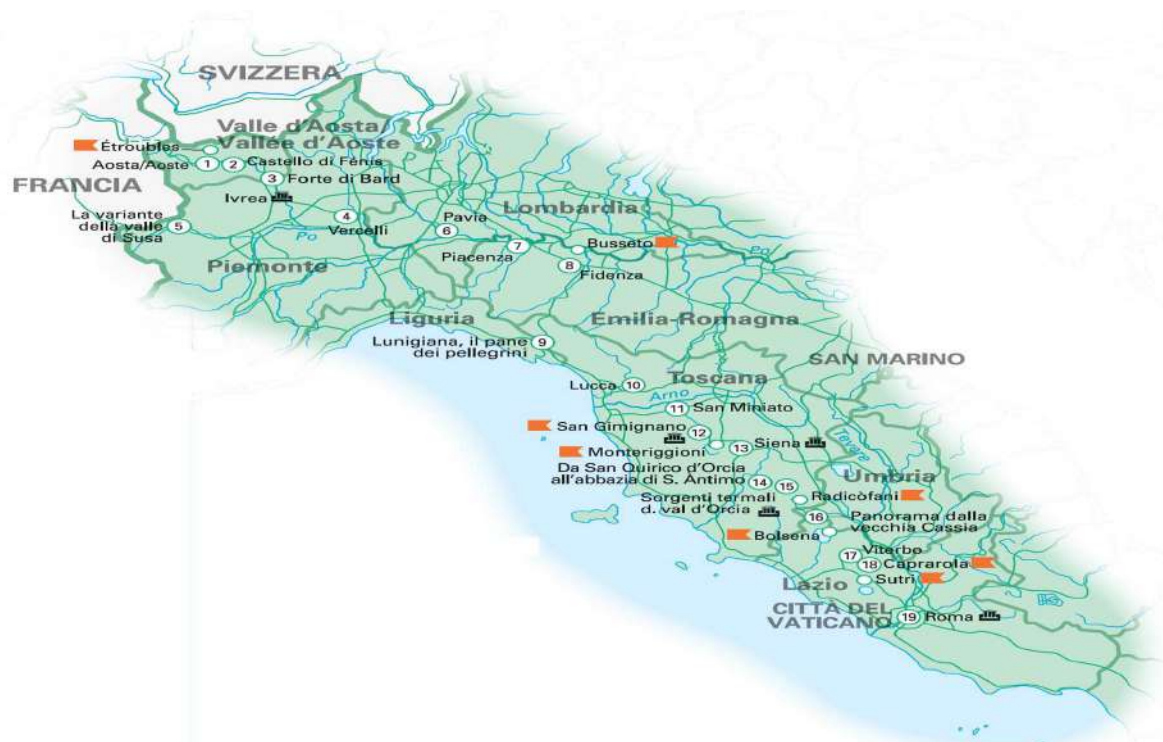 SVIZZERA
Valle d'Aosta/
Vallée d'Aoste
Étroubles
Aosta/Aoste
1
2
Castello di Fénis
FRANCIA
3
Forte di Bard
Ivrea
La variante
della valle
di Susa
5
4
Vercelli
Po
Piemonte
Pavia
6
Lombardia
Piacenza
7
Busseto
Po
8
Fidenza
Liguria
Emilia-Romagna
Lunigiana, il pane
dei pellegrini
9
SAN MARINO
Lucca
10
Toscana
Arno
11
San Miniato
San Gimignano
12
Monteriggioni
13
Siena
Tevere
Da San Quirico d'Orcia
all'abbazia di S. Antimo
14
15
Umbria
Radicòfani
Sorgenti termali
d. val d'Orcia
16
Panorama dalla
vecchia Cassia
Bolsena
17
Viterbo
18
Caprarola
Lazio
Sutri
CITTÀ DEL
VATICANO
19
Roma